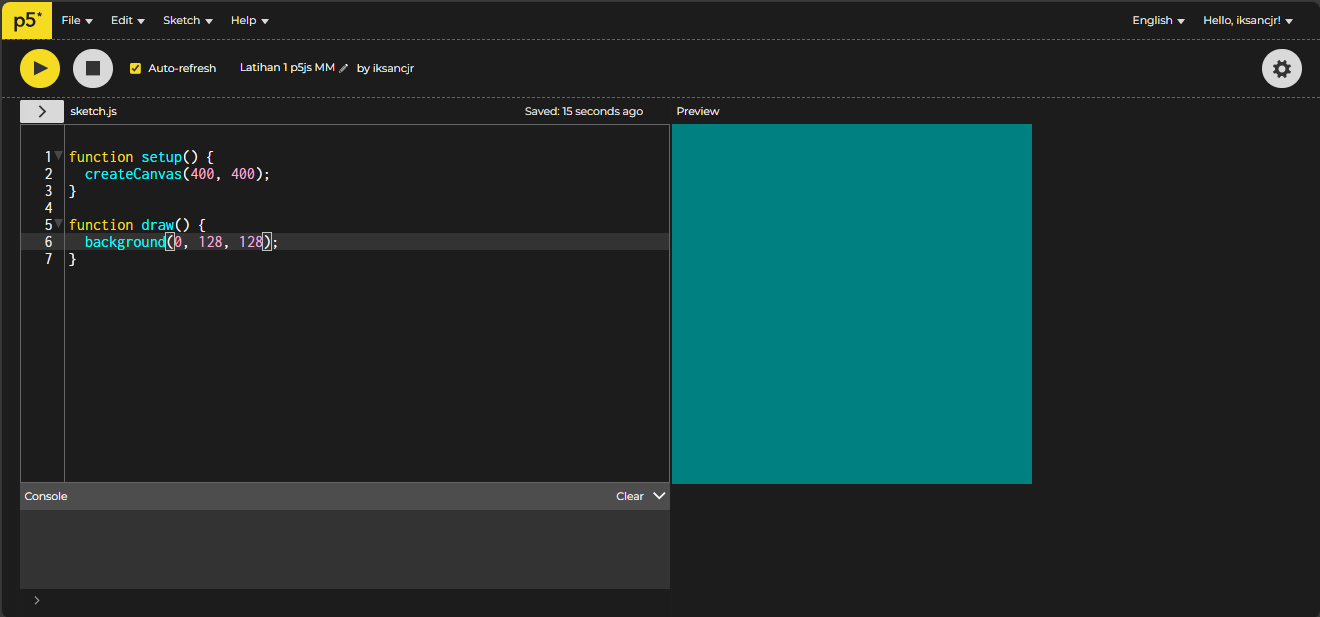 p5* File Edit Sketch Help English Hello, iksancjr!
Auto-refresh Latihan 1 p5js MM by iksancjr
> sketch.js Saved: 15 seconds ago Preview
1 function setup() {
2   createCanvas(400, 400);
3 }
4
5 function draw() {
6   background(0, 128, 128);
7 }
Console Clear
>